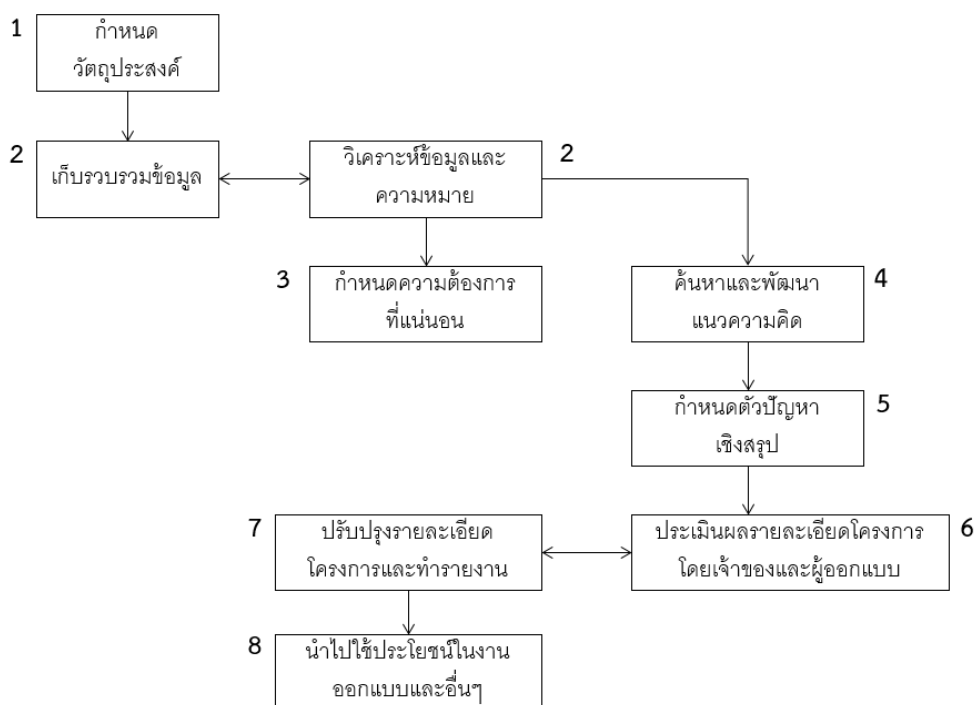 1
กำหนด
วัตถุประสงค์
2
เก็บรวบรวมข้อมูล
วิเคราะห์ข้อมูลและ
ความหมาย
2
3
กำหนดความต้องการ
ที่แน่นอน
ค้นหาและพัฒนา
แนวความคิด
4
กำหนดตัวปัญหา
เชิงสรุป
5
7
ปรับปรุงรายละเอียด
โครงการและทำรายงาน
ประเมินผลรายละเอียดโครงการ
โดยเจ้าของและผู้ออกแบบ
6
8
นำไปใช้ประโยชน์ในงาน
ออกแบบและอื่นๆ